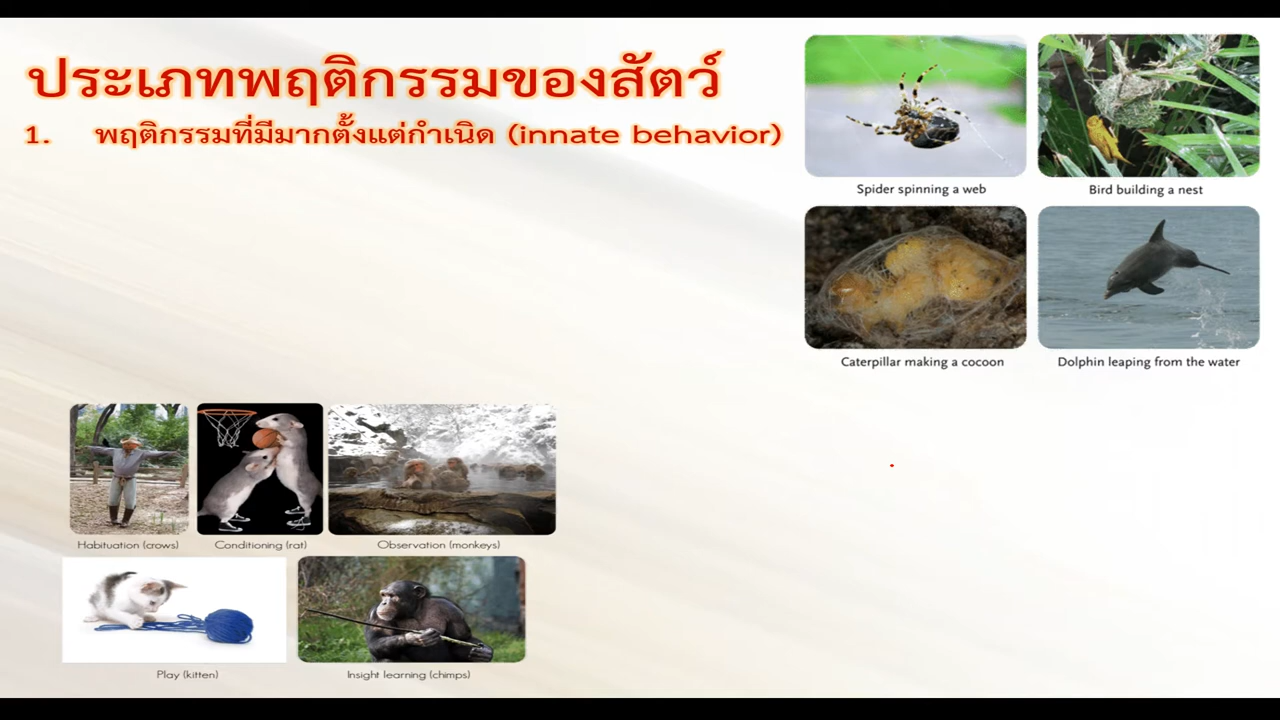 ประเภทพฤติกรรมของสัตว์
1. พฤติกรรมที่มีมากตั้งแต่กำเนิด (innate behavior)
Spider spinning a web
Bird building a nest
Caterpillar making a cocoon
Dolphin leaping from the water
Habituation (crows)
Conditioning (rat)
Observation (monkeys)
Play (kitten)
Insight learning (chimps)